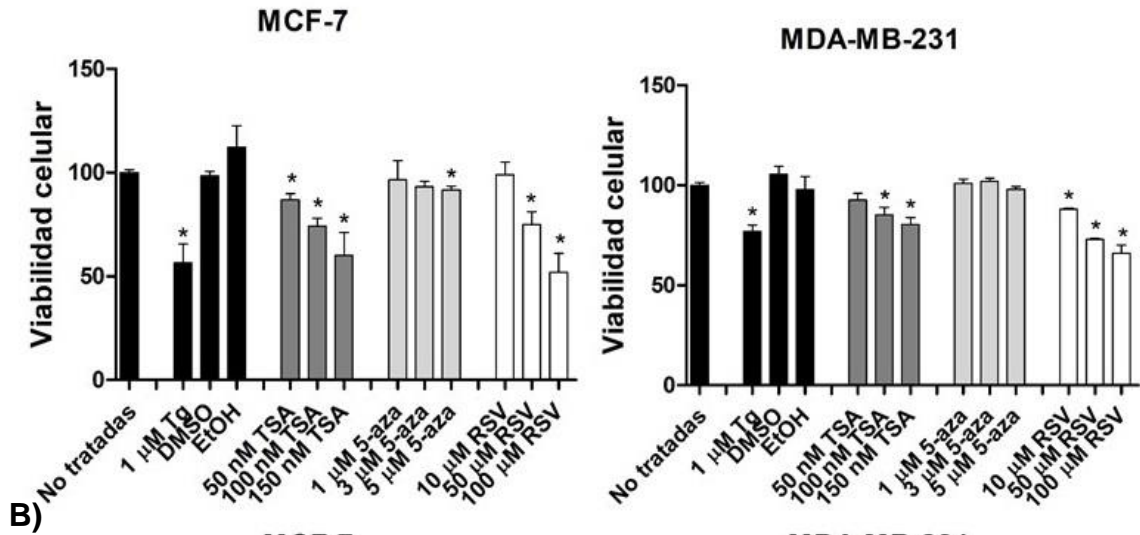 MCF-7
Viabilidad celular
150
100
50
0
No tratadas
1 µM Tg
DMSO
EtOH
50 nM TSA
100 nM TSA
150 nM TSA
1 µM 5-aza
3 µM 5-aza
5 µM 5-aza
10 µM RSV
50 µM RSV
100 µM RSV
* * * * * * *
MDA-MB-231
Viabilidad celular
150
100
50
0
No tratadas
1 µM Tg
DMSO
EtOH
50 nM TSA
100 nM TSA
150 nM TSA
1 µM 5-aza
3 µM 5-aza
5 µM 5-aza
10 µM RSV
50 µM RSV
100 µM RSV
* * * * * *
B)